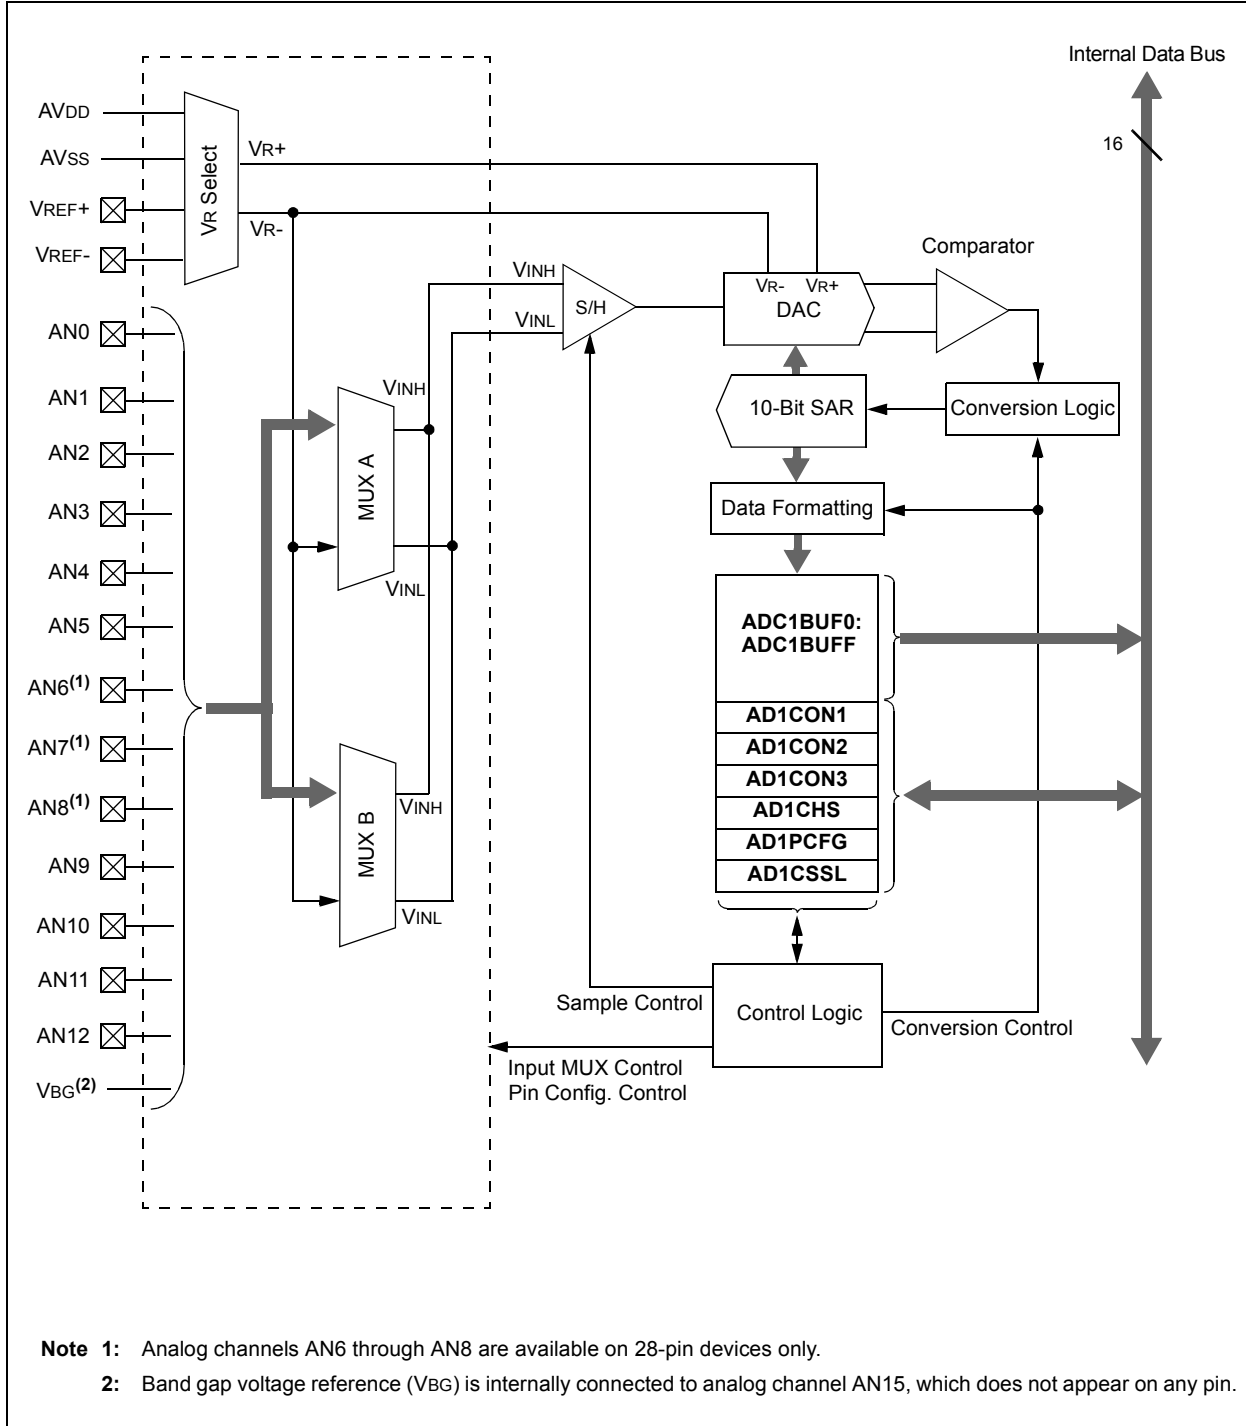 Internal Data Bus
16
AVDD
AVSS
VREF+
VREF-
VR Select
VR+
VR-
Comparator
VINH
VINL
S/H
VR- VR+
DAC
AN0
AN1
AN2
AN3
AN4
AN5
AN6(1)
AN7(1)
AN8(1)
AN9
AN10
AN11
AN12
VBG(2)
VINH
MUX A
VINL
MUX B
VINH
VINL
10-Bit SAR
Conversion Logic
Data Formatting
ADC1BUF0:
ADC1BUFF
AD1CON1
AD1CON2
AD1CON3
AD1CHS
AD1PCFG
AD1CSSL
Sample Control
Control Logic
Conversion Control
Input MUX Control
Pin Config. Control
Note 1: Analog channels AN6 through AN8 are available on 28-pin devices only.
2: Band gap voltage reference (VBG) is internally connected to analog channel AN15, which does not appear on any pin.